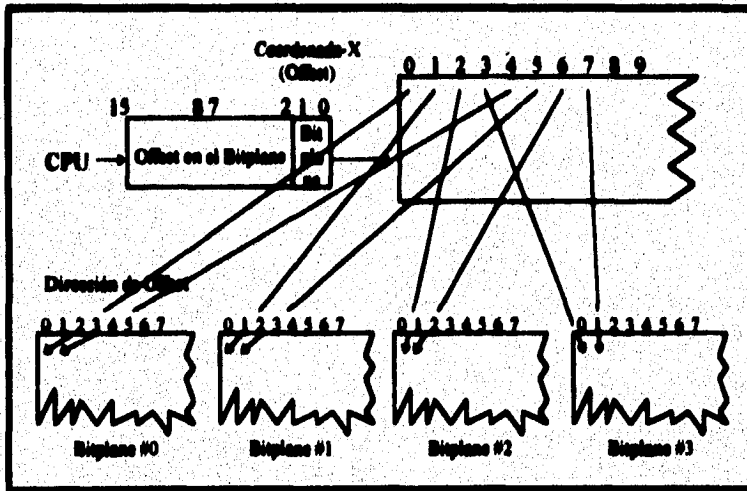 Coordenada-X
(Offset)
0 1 2 3 4 5 6 7 8 9
15 8 7 2 1 0
CPU
Offset en el Bitplane
Bit
pla
ne
Dirección de Offset
0 1 2 3 4 5 6 7
0 1 2 3 4 5 6 7
0 1 2 3 4 5 6 7
0 1 2 3 4 5 6 7
Bitplane #0
Bitplane #1
Bitplane #2
Bitplane #3